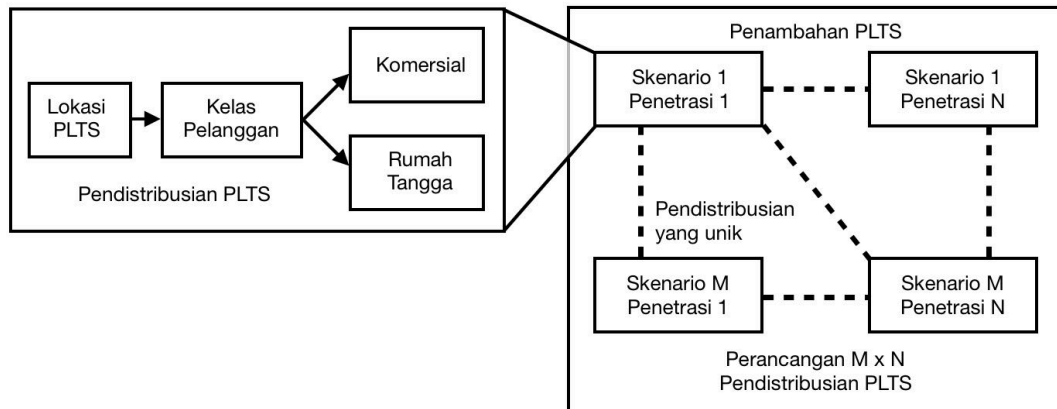 Lokasi
PLTS
Kelas
Pelanggan
Komersial
Rumah
Tangga
Pendistribusian PLTS
Penambahan PLTS
Skenario 1
Penetrasi 1
Skenario 1
Penetrasi N
Pendistribusian
yang unik
Skenario M
Penetrasi 1
Skenario M
Penetrasi N
Perancangan M x N
Pendistribusian PLTS